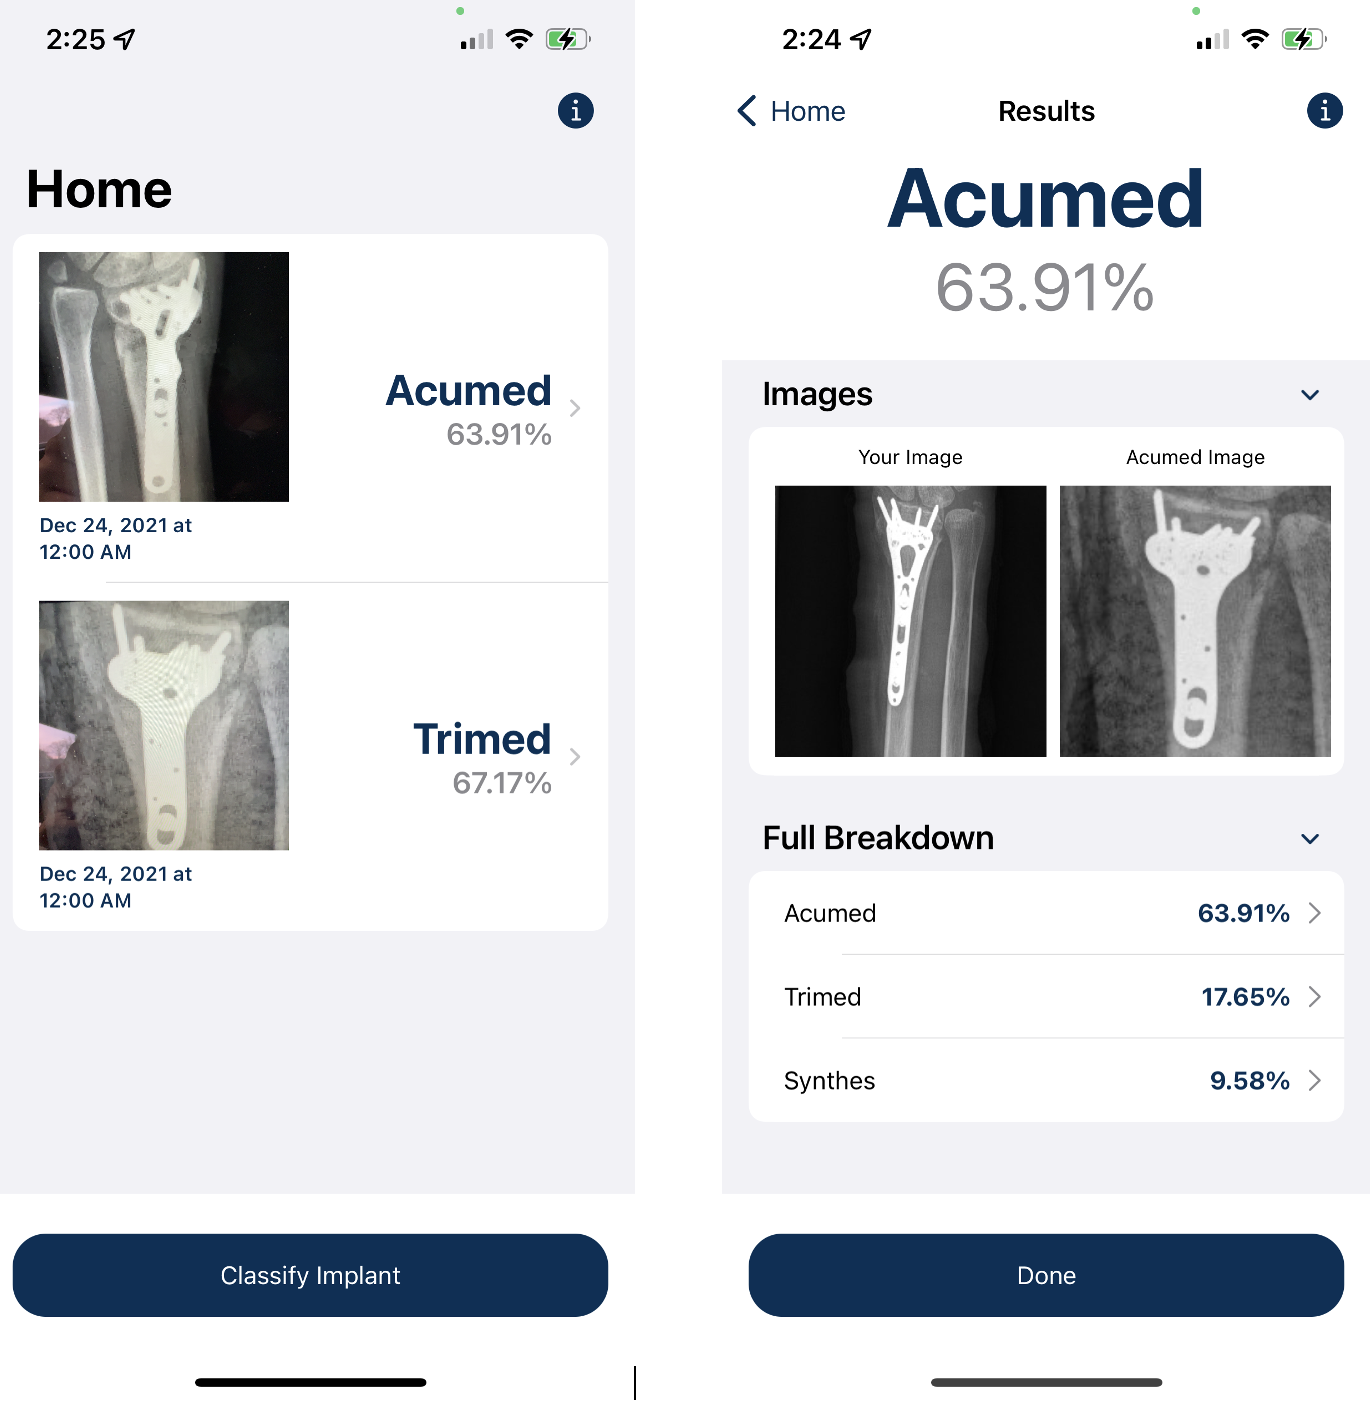 2:25
Home
Acumed
63.91%
Dec 24, 2021 at
12:00 AM
Trimed
67.17%
Dec 24, 2021 at
12:00 AM
Classify Implant
2:24
Home
Results
Acumed
63.91%
Images
Your Image
Acumed Image
Full Breakdown
Acumed
63.91%
Trimed
17.65%
Synthes
9.58%
Done